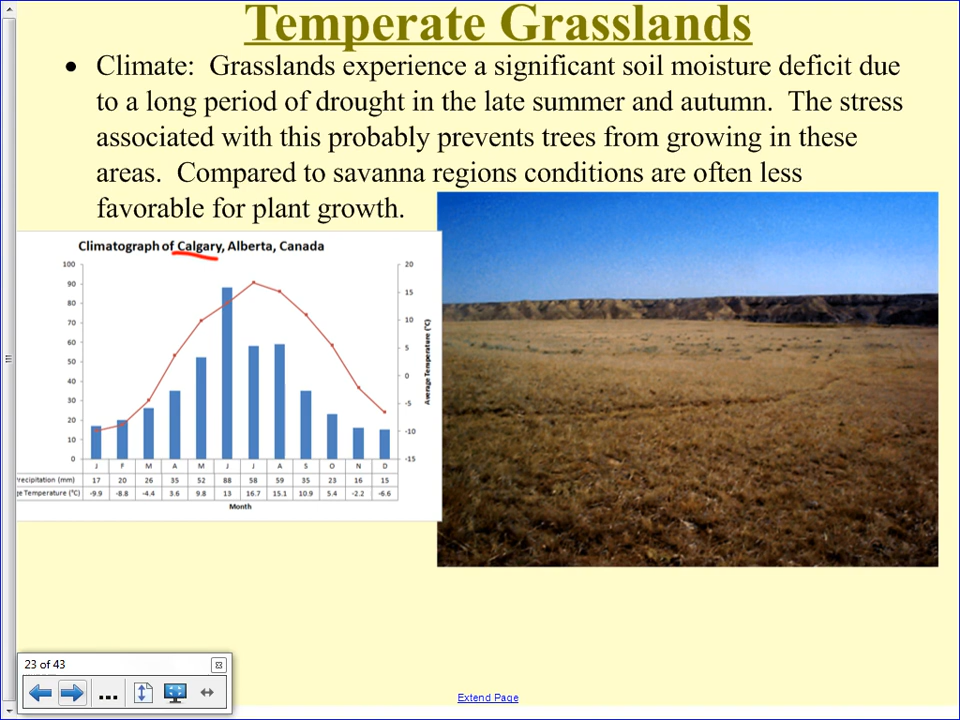 Temperate Grasslands
• Climate: Grasslands experience a significant soil moisture deficit due
to a long period of drought in the late summer and autumn. The stress
associated with this probably prevents trees from growing in these
areas. Compared to savanna regions conditions are often less
favorable for plant growth.
Climatograph of Calgary, Alberta, Canada
100 20
90 15
80
70 10
60 5
50
40 0
30 -5
20
10 -10
0 -15
Average Temperature (°C)
J F M A M J J A S O N D
recipitation (mm) 17 20 26 35 52 88 58 59 35 23 16 15
ge Temperature (°C) -9.9 -8.8 -4.4 3.6 9.8 13 16.7 15.1 10.9 5.4 -2.2 -6.6
Month
23 of 43
...
Extend Page